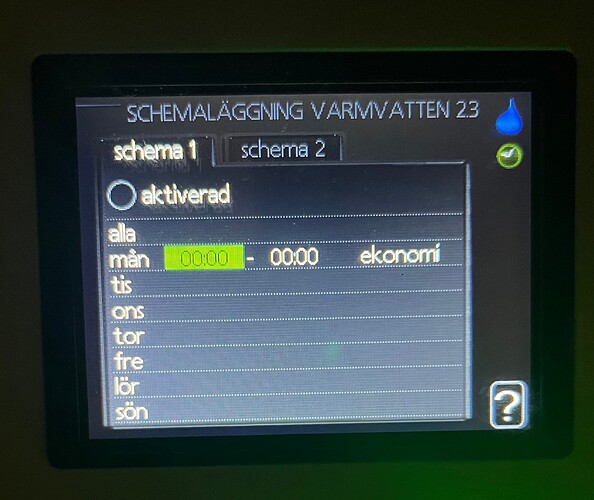 SCHEMALÄGGNING VARMVATTEN 2.3
schema 1 schema 2
aktiverad
alla
mån 00:00 - 00:00 ekonomi
tis
ons
tor
fre
lör
sön
?